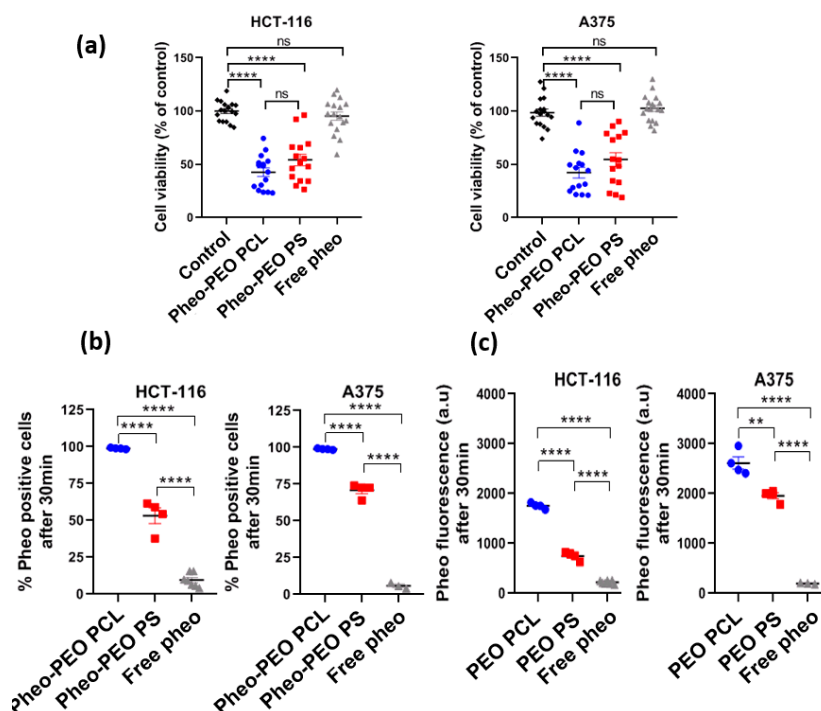 (a)
HCT-116
ns
****
****
ns
Cell viability (% of control)
150
100
50
0
Control
Pheo-PEO PCL
Pheo-PEO PS
Free pheo
A375
ns
****
****
ns
Cell viability (% of control)
150
100
50
0
Control
Pheo-PEO PCL
Pheo-PEO PS
Free pheo
(b)
HCT-116
****
****
****
% Pheo positive cells
after 30min
125
100
75
50
25
0
Pheo-PEO PCL
Pheo-PEO PS
Free pheo
A375
****
****
****
% Pheo positive cells
after 30min
125
100
75
50
25
0
Pheo-PEO PCL
Pheo-PEO PS
Free pheo
(c)
HCT-116
****
****
****
Pheo fluorescence (a.u)
after 30min
4000
3000
2000
1000
0
PEO PCL
PEO PS
Free pheo
A375
****
**
****
Pheo fluorescence (a.u)
after 30min
4000
3000
2000
1000
0
PEO PCL
PEO PS
Free pheo